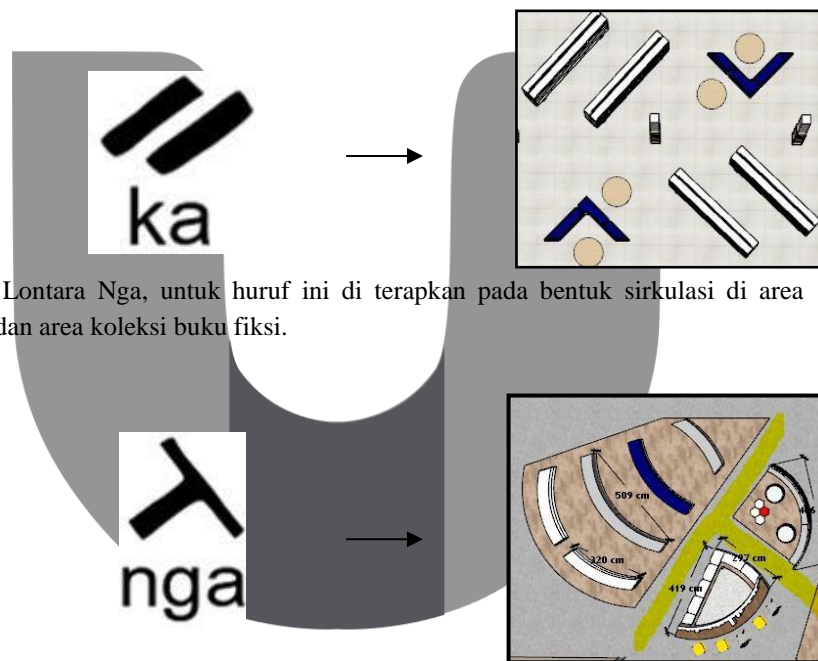 ka
Lontara Nga, untuk huruf ini di terapkan pada bentuk sirkulasi di area
dan area koleksi buku fiksi.
nga
509 cm
320 cm
297 cm
419 cm